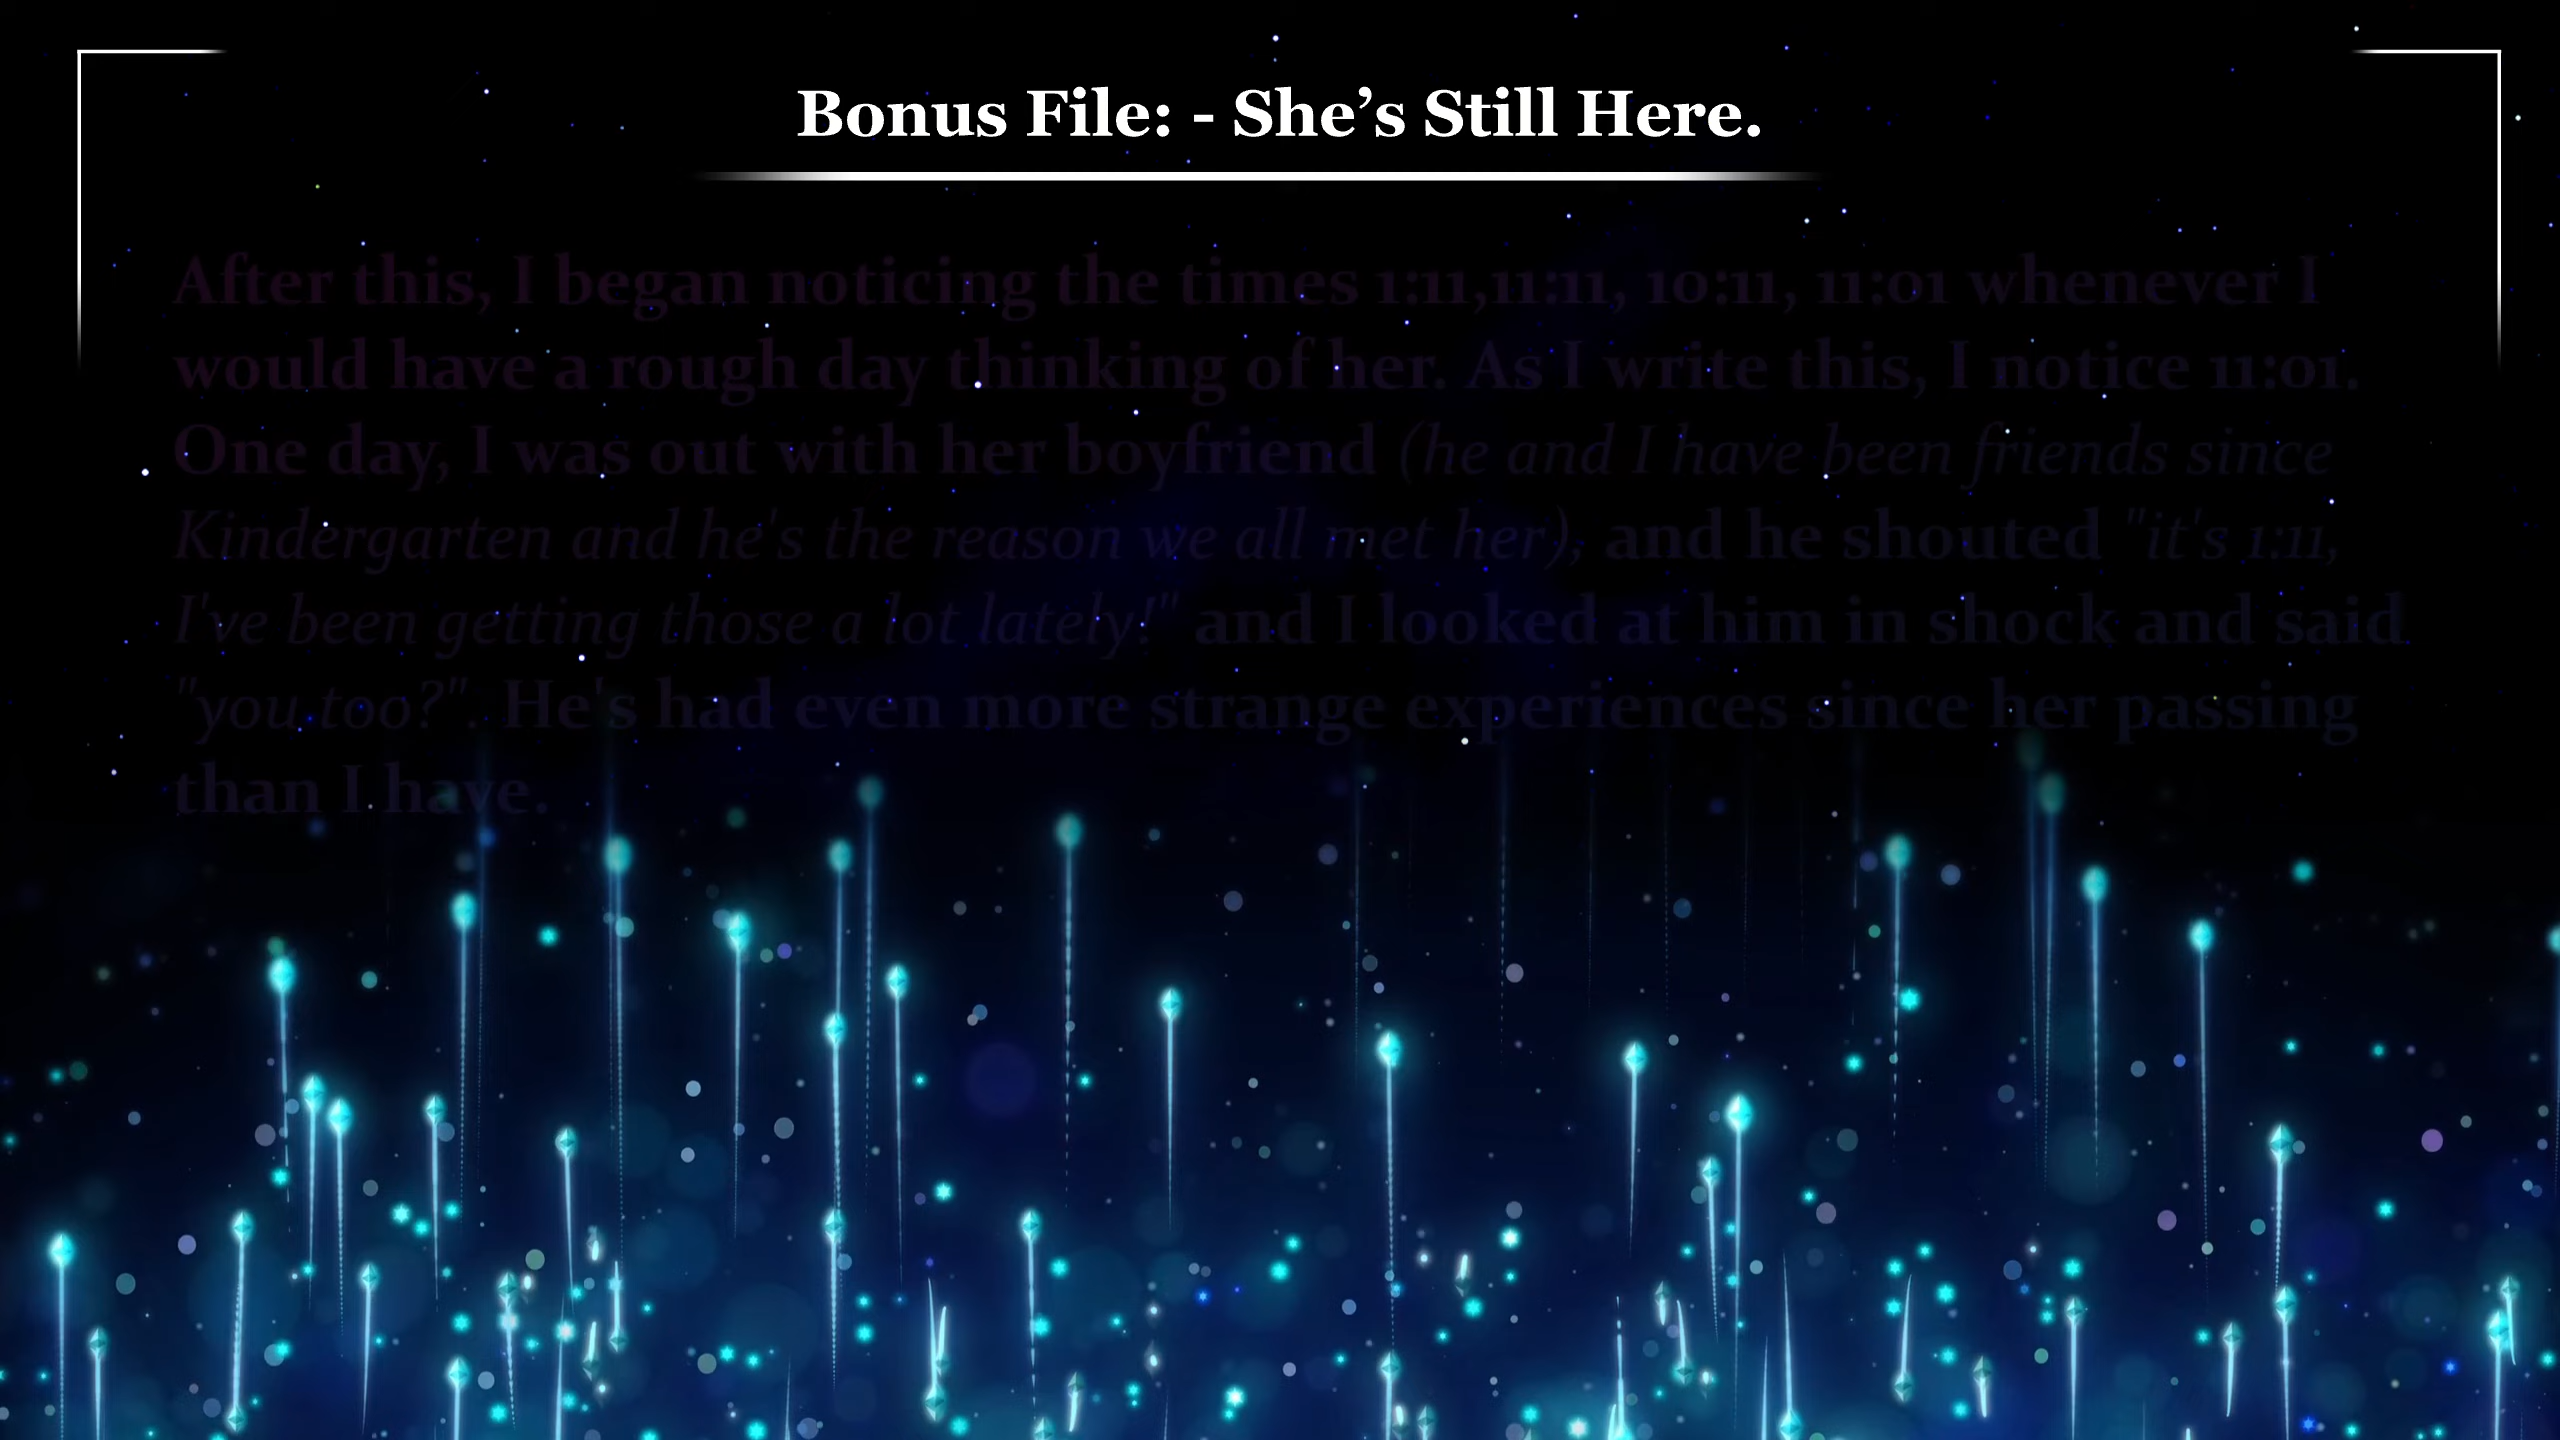 Bonus File: - She’s Still Here.
After this, I began noticing the times 1:11,11:11, 10:11, 11:01 whenever I
would have a rough day thinking of her. As I write this, I notice 11:01.
One day, I was out with her boyfriend (he and I have been friends since
Kindergarten and he's the reason we all met her), and he shouted "it's 1:11,
I've been getting those a lot lately!" and I looked at him in shock and said
"you too?". He's had even more strange experiences since her passing
than I have.